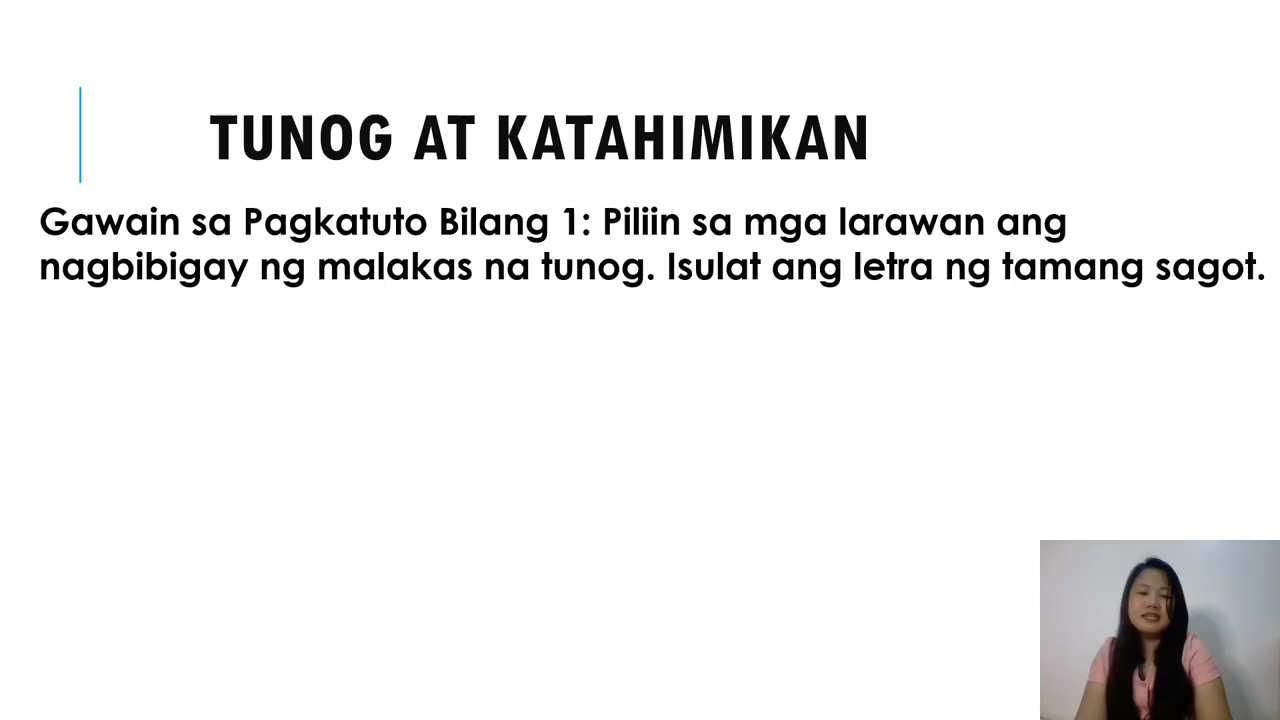 TUNOG AT KATAHIMIKAN
Gawain sa Pagkatuto Bilang 1: Piliin sa mga larawan ang
nagbibigay ng malakas na tunog. Isulat ang letra ng tamang sagot.